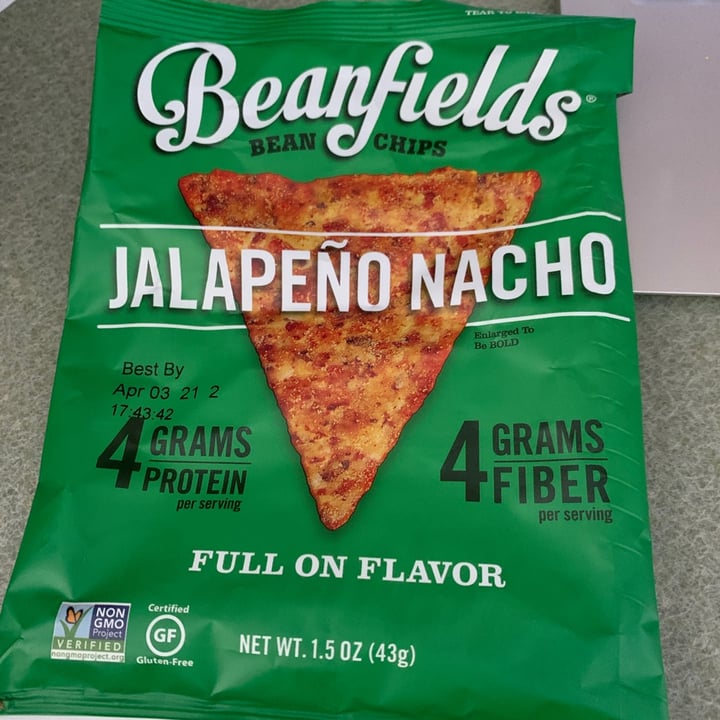 Beanfields®
BEAN CHIPS
JALAPEÑO NACHO
Enlarged To
Be BOLD
Best By
Apr 03 21 2
17:43:42
4 GRAMS
PROTEIN
per serving
4 GRAMS
FIBER
per serving
FULL ON FLAVOR
NON
GMO
Project
VERIFIED
nongmoproject.org
Certified
GF
Gluten-Free
NET WT. 1.5 OZ (43g)